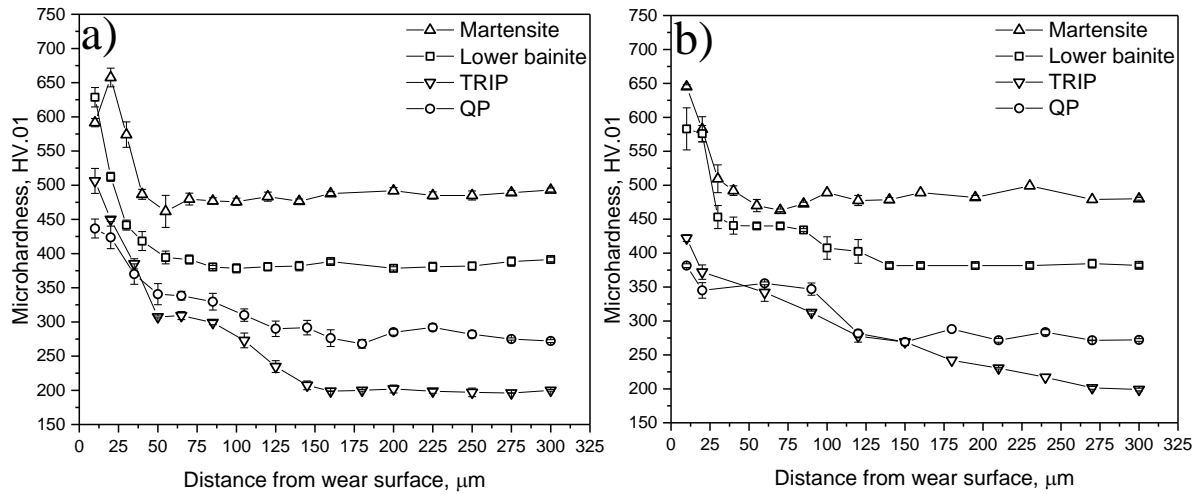 a)
Martensite
Lower bainite
TRIP
QP
Microhardness, HV.01
750
700
650
600
550
500
450
400
350
300
250
200
150
0 25 50 75 100 125 150 175 200 225 250 275 300 325
Distance from wear surface, μm
b)
Martensite
Lower bainite
TRIP
QP
Microhardness, HV.01
750
700
650
600
550
500
450
400
350
300
250
200
150
0 25 50 75 100 125 150 175 200 225 250 275 300 325
Distance from wear surface, μm